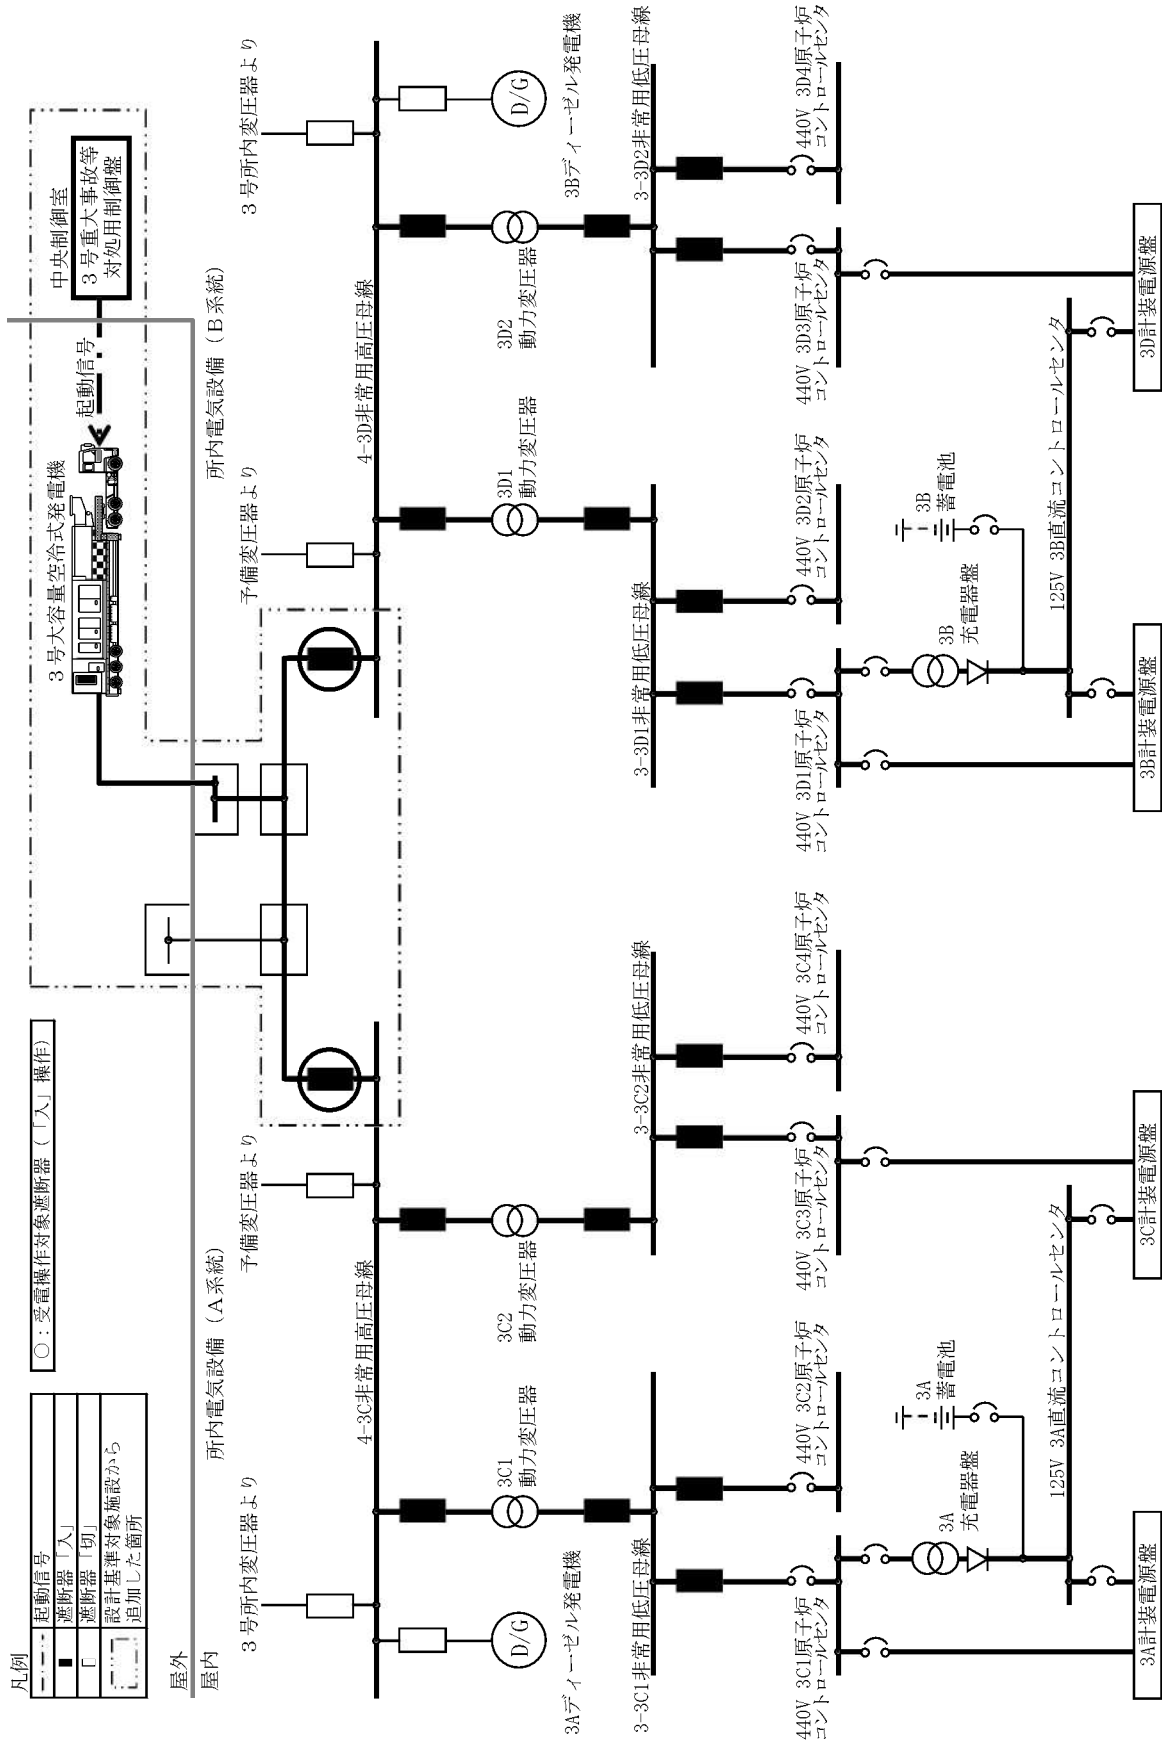 凡例
起動信号
遮断器「入」
遮断器「切」
設計基準対象施設から
追加した箇所
○：受電操作対象遮断器（「入」操作）
中央制御室
３号重大事故等
対処用制御盤
起動信号
３号大容量空冷式発電機
屋外
屋内
所内電気設備（A系統）
所内電気設備（B系統）
３号所内変圧器より
予備変圧器より
予備変圧器より
３号所内変圧器より
4-3C非常用高圧母線
4-3D非常用高圧母線
D/G
3Aディーゼル発電機
3C1
動力変圧器
3C2
動力変圧器
3D1
動力変圧器
3D2
動力変圧器
D/G
3Bディーゼル発電機
3-3C1非常用低圧母線
3-3C2非常用低圧母線
3-3D1非常用低圧母線
3-3D2非常用低圧母線
440V 3C1原子炉
コントロールセンタ
440V 3C2原子炉
コントロールセンタ
440V 3C3原子炉
コントロールセンタ
440V 3C4原子炉
コントロールセンタ
440V 3D1原子炉
コントロールセンタ
440V 3D2原子炉
コントロールセンタ
440V 3D3原子炉
コントロールセンタ
440V 3D4原子炉
コントロールセンタ
3A
充電器盤
3A
蓄電池
3B
充電器盤
3B
蓄電池
125V 3A直流コントロールセンタ
125V 3B直流コントロールセンタ
3A計装電源盤
3C計装電源盤
3B計装電源盤
3D計装電源盤